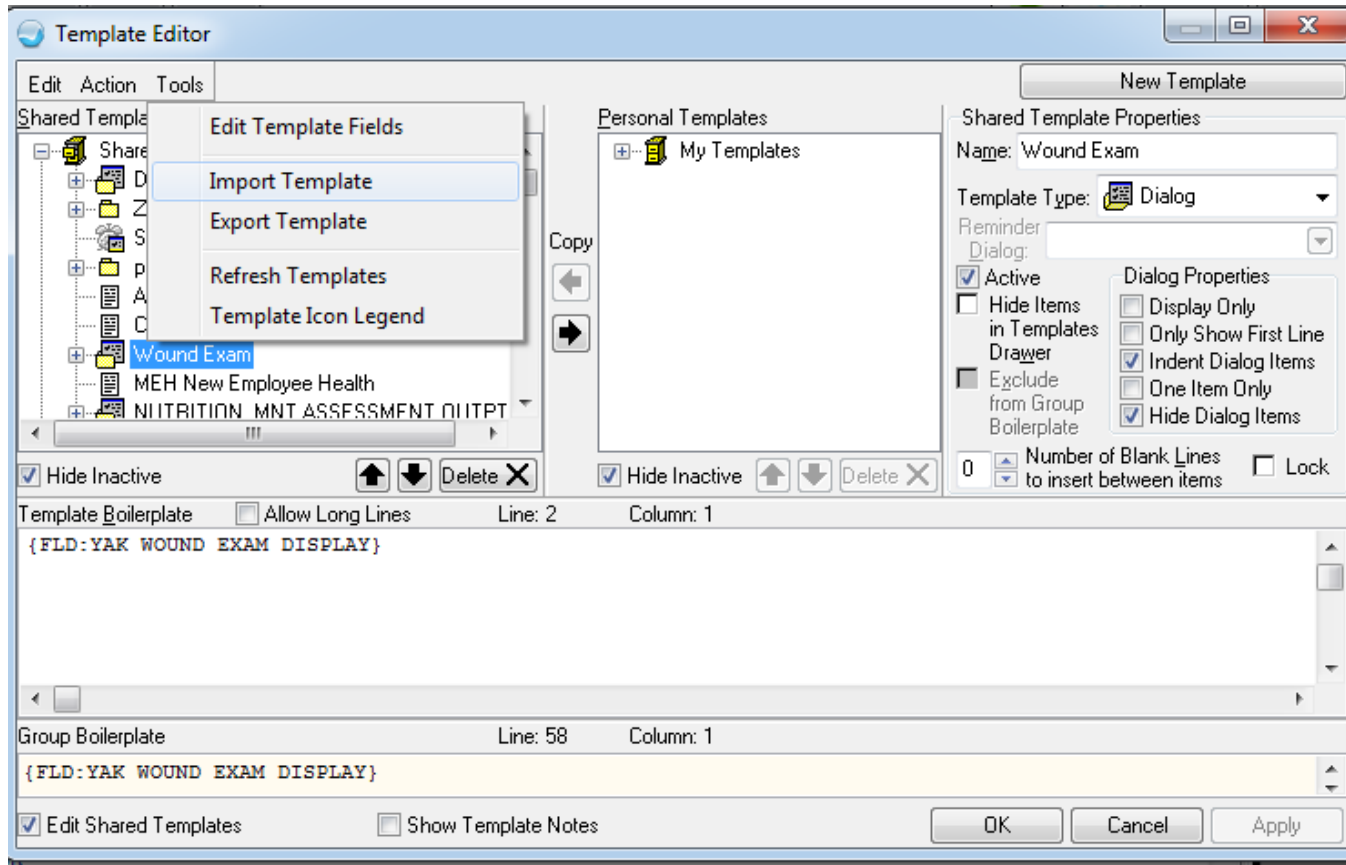 Template Editor
Edit Action Tools
New Template
Shared Templa
Edit Template Fields
Import Template
Export Template
Refresh Templates
Template Icon Legend
Share
D
Z
S
p
A
C
Wound Exam
MEH New Employee Health
NUTRITION MNT ASSESSMENT OUTPT
Hide Inactive
Delete
Copy
Personal Templates
My Templates
Hide Inactive
Delete
Shared Template Properties
Name: Wound Exam
Template Type: Dialog
Reminder
Dialog:
Active
Hide Items
in Templates
Drawer
Exclude
from Group
Boilerplate
Dialog Properties
Display Only
Only Show First Line
Indent Dialog Items
One Item Only
Hide Dialog Items
0 Number of Blank Lines
to insert between items
Lock
Template Boilerplate Allow Long Lines Line: 2 Column: 1
{FLD:YAK WOUND EXAM DISPLAY}
Group Boilerplate Line: 58 Column: 1
{FLD:YAK WOUND EXAM DISPLAY}
Edit Shared Templates Show Template Notes OK Cancel Apply